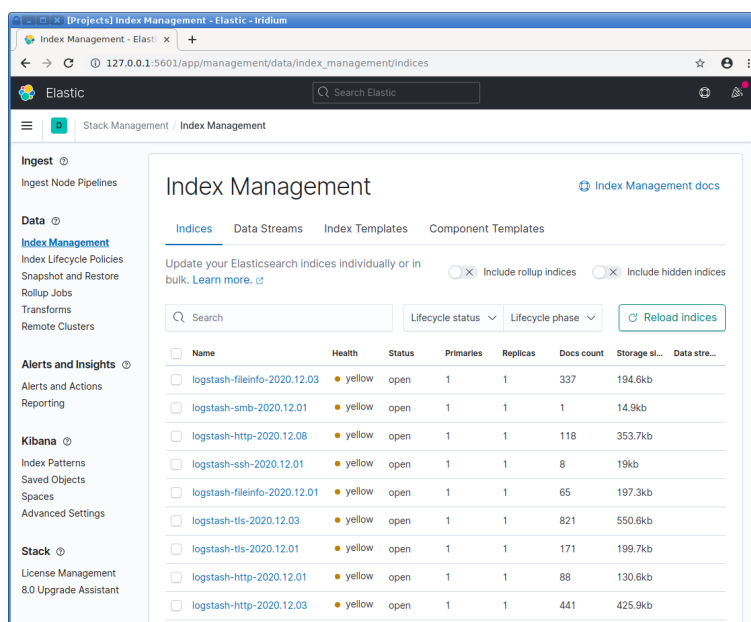 [Projects] Index Management - Elastic - Iridium
Index Management - Elasti
127.0.0.1:5601/app/management/data/index_management/indices
Elastic
Search Elastic
D
Stack Management / Index Management
Ingest
Ingest Node Pipelines
Data
Index Management
Index Lifecycle Policies
Snapshot and Restore
Rollup Jobs
Transforms
Remote Clusters
Alerts and Insights
Alerts and Actions
Reporting
Kibana
Index Patterns
Saved Objects
Spaces
Advanced Settings
Stack
License Management
8.0 Upgrade Assistant
Index Management
Index Management docs
Indices Data Streams Index Templates Component Templates
Update your Elasticsearch indices individually or in
bulk. Learn more.
Include rollup indices Include hidden indices
Search
Lifecycle status Lifecycle phase Reload indices
Name Health Status Primaries Replicas Docs count Storage si... Data stre...
logstash-fileinfo-2020.12.03 yellow open 1 1 337 194.6kb
logstash-smb-2020.12.01 yellow open 1 1 1 14.9kb
logstash-http-2020.12.08 yellow open 1 1 118 353.7kb
logstash-ssh-2020.12.01 yellow open 1 1 8 19kb
logstash-fileinfo-2020.12.01 yellow open 1 1 65 197.3kb
logstash-tls-2020.12.03 yellow open 1 1 821 550.6kb
logstash-tls-2020.12.01 yellow open 1 1 171 199.7kb
logstash-http-2020.12.01 yellow open 1 1 88 130.6kb
logstash-http-2020.12.03 yellow open 1 1 441 425.9kb